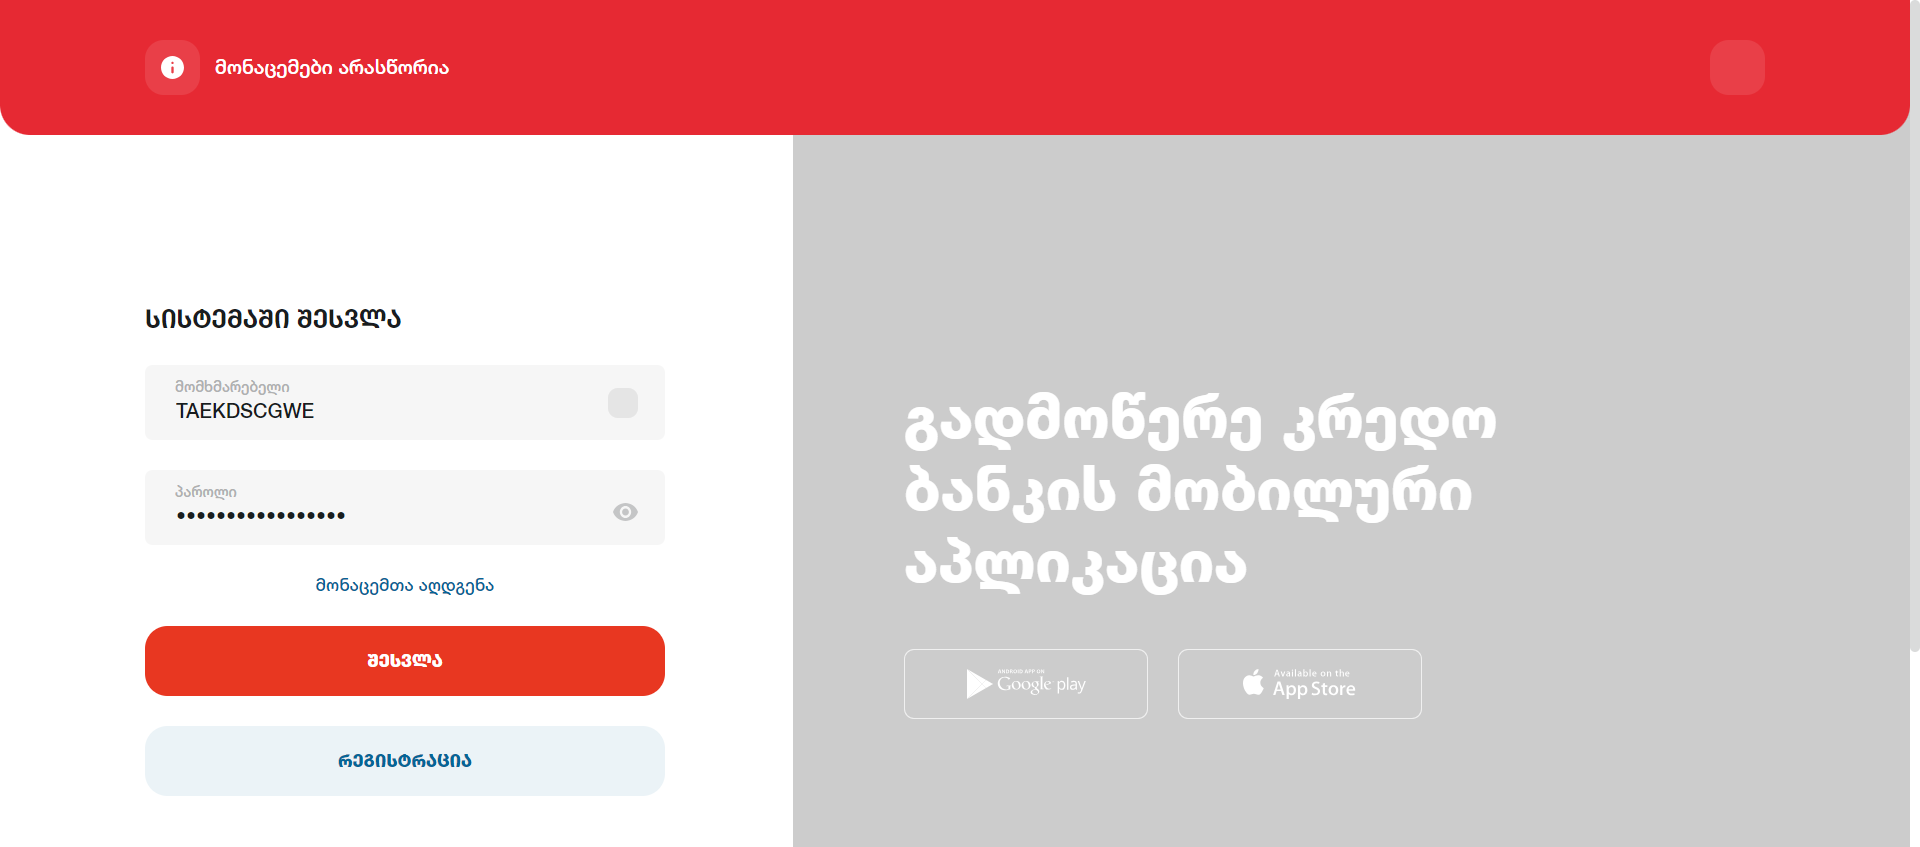 მონაცემები არასწორია
სისტემაში შესვლა
მომხმარებელი
TAEKDSCGWE
პაროლი
•••••••••••••••••
მონაცემთა აღდგენა
შესვლა
რეგისტრაცია
გადმოწერე კრედო
ბანკის მობილური
აპლიკაცია
ANDROID APP ON
Google play
Available on the
App Store